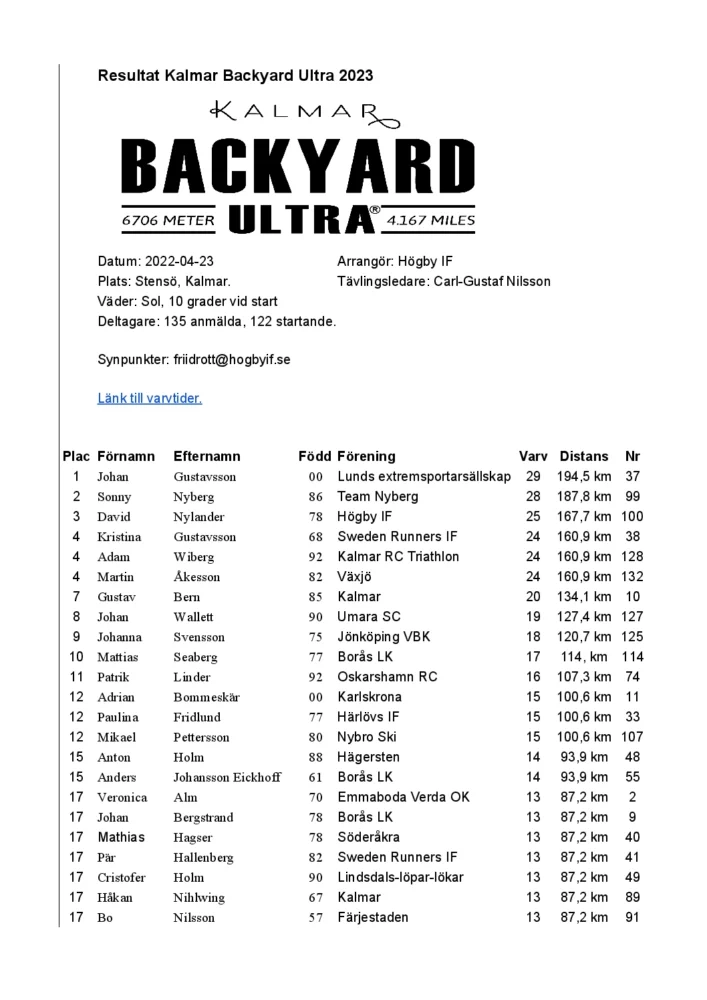 Resultat Kalmar Backyard Ultra 2023
KALMAR
BACKYARD
6706 METER ULTRA® 4.167 MILES
Datum: 2022-04-23 Arrangör: Högby IF
Plats: Stensö, Kalmar. Tävlingsledare: Carl-Gustaf Nilsson
Väder: Sol, 10 grader vid start
Deltagare: 135 anmälda, 122 startande.
Synpunkter: friidrott@hogbyif.se
Länk till varvtider.
Plac Förnamn Efternamn Född Förening Varv Distans Nr
1 Johan Gustavsson 00 Lunds extremsportarsällskap 29 194,5 km 37
2 Sonny Nyberg 86 Team Nyberg 28 187,8 km 99
3 David Nylander 78 Högby IF 25 167,7 km 100
4 Kristina Gustavsson 68 Sweden Runners IF 24 160,9 km 38
4 Adam Wiberg 92 Kalmar RC Triathlon 24 160,9 km 128
4 Martin Åkesson 82 Växjö 24 160,9 km 132
7 Gustav Bern 85 Kalmar 20 134,1 km 10
8 Johan Wallett 90 Umara SC 19 127,4 km 127
9 Johanna Svensson 75 Jönköping VBK 18 120,7 km 125
10 Mattias Seaberg 77 Borås LK 17 114, km 114
11 Patrik Linder 92 Oskarshamn RC 16 107,3 km 74
12 Adrian Bommeskär 00 Karlskrona 15 100,6 km 11
12 Paulina Fridlund 77 Härlövs IF 15 100,6 km 33
12 Mikael Pettersson 80 Nybro Ski 15 100,6 km 107
15 Anton Holm 88 Hägersten 14 93,9 km 48
15 Anders Johansson Eickhoff 61 Borås LK 14 93,9 km 55
17 Veronica Alm 70 Emmaboda Verda OK 13 87,2 km 2
17 Johan Bergstrand 78 Borås LK 13 87,2 km 9
17 Mathias Hagser 78 Söderåkra 13 87,2 km 40
17 Pär Hallenberg 82 Sweden Runners IF 13 87,2 km 41
17 Cristofer Holm 90 Lindsdals-löpar-lökar 13 87,2 km 49
17 Håkan Nihlwing 67 Kalmar 13 87,2 km 89
17 Bo Nilsson 57 Färjestaden 13 87,2 km 91